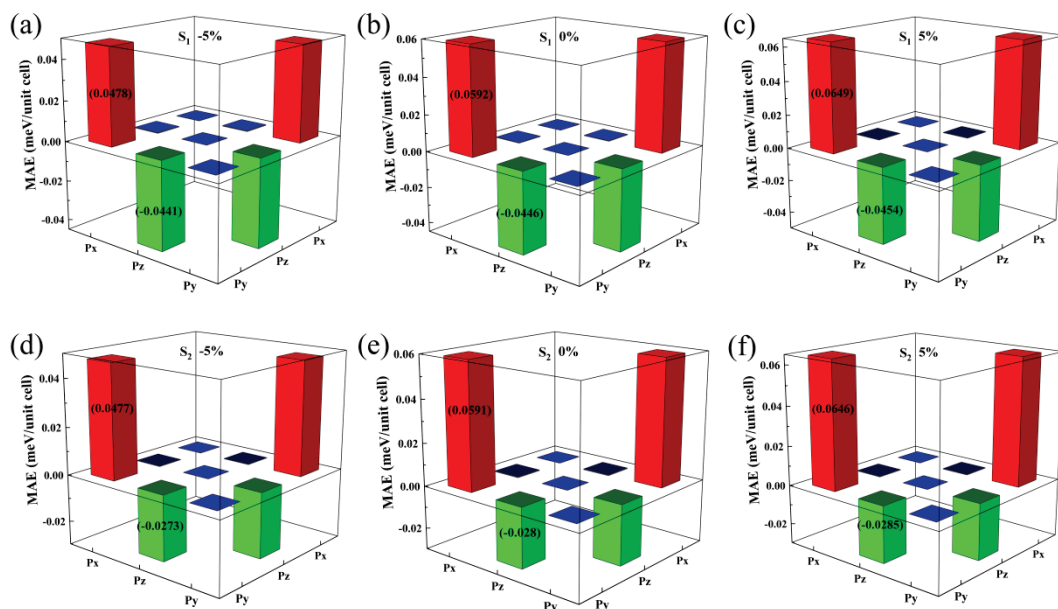 (a)
S1 -5%
MAE (meV/unit cell)
0.04
0.02
0.00
-0.02
-0.04
(0.0478)
(-0.0441)
Px
Pz
Py
Py
Pz
Px
(b)
S1 0%
MAE (meV/unit cell)
0.06
0.04
0.02
0.00
-0.02
-0.04
(0.0592)
(-0.0446)
Px
Pz
Py
Py
Pz
Px
(c)
S1 5%
MAE (meV/unit cell)
0.06
0.04
0.02
0.00
-0.02
-0.04
(0.0649)
(-0.0454)
Px
Pz
Py
Py
Pz
Px
(d)
S2 -5%
MAE (meV/unit cell)
0.04
0.02
0.00
-0.02
(0.0477)
(-0.0273)
Px
Pz
Py
Py
Pz
Px
(e)
S2 0%
MAE (meV/unit cell)
0.06
0.04
0.02
0.00
-0.02
(0.0591)
(-0.028)
Px
Pz
Py
Py
Pz
Px
(f)
S2 5%
MAE (meV/unit cell)
0.06
0.04
0.02
0.00
-0.02
(0.0646)
(-0.0285)
Px
Pz
Py
Py
Pz
Px